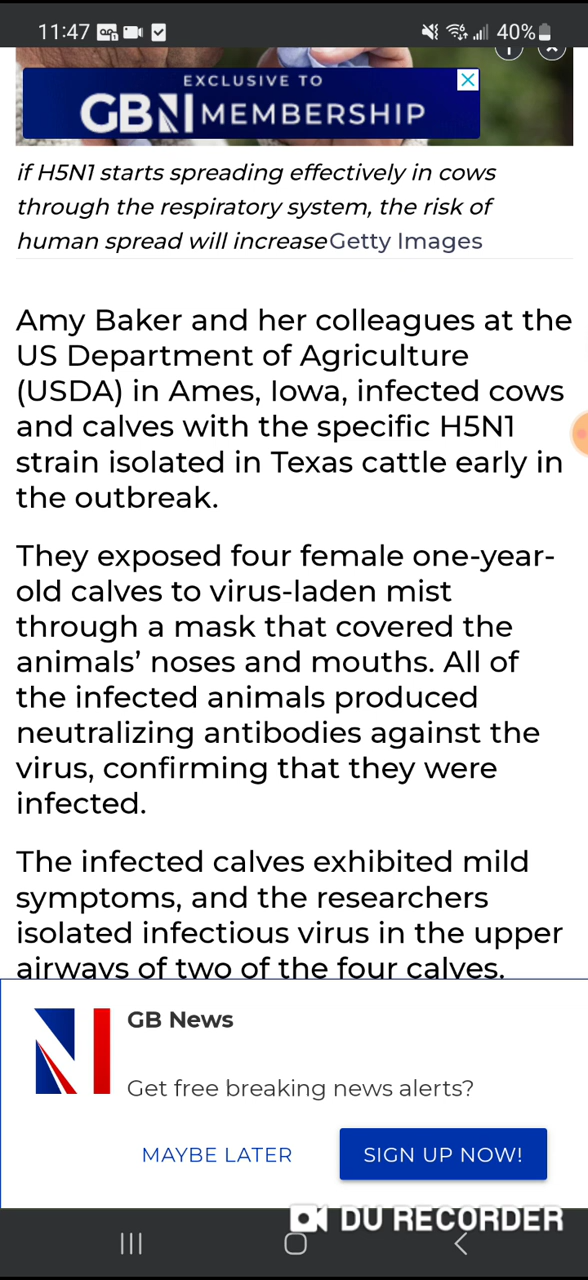 11:47 40%
EXCLUSIVE TO
GBN MEMBERSHIP
if H5N1 starts spreading effectively in cows
through the respiratory system, the risk of
human spread will increase Getty Images
Amy Baker and her colleagues at the
US Department of Agriculture
(USDA) in Ames, Iowa, infected cows
and calves with the specific H5N1
strain isolated in Texas cattle early in
the outbreak.
They exposed four female one-year-
old calves to virus-laden mist
through a mask that covered the
animals’ noses and mouths. All of
the infected animals produced
neutralizing antibodies against the
virus, confirming that they were
infected.
The infected calves exhibited mild
symptoms, and the researchers
isolated infectious virus in the upper
airways of two of the four calves.
GB News
Get free breaking news alerts?
MAYBE LATER SIGN UP NOW!
DU RECORDER